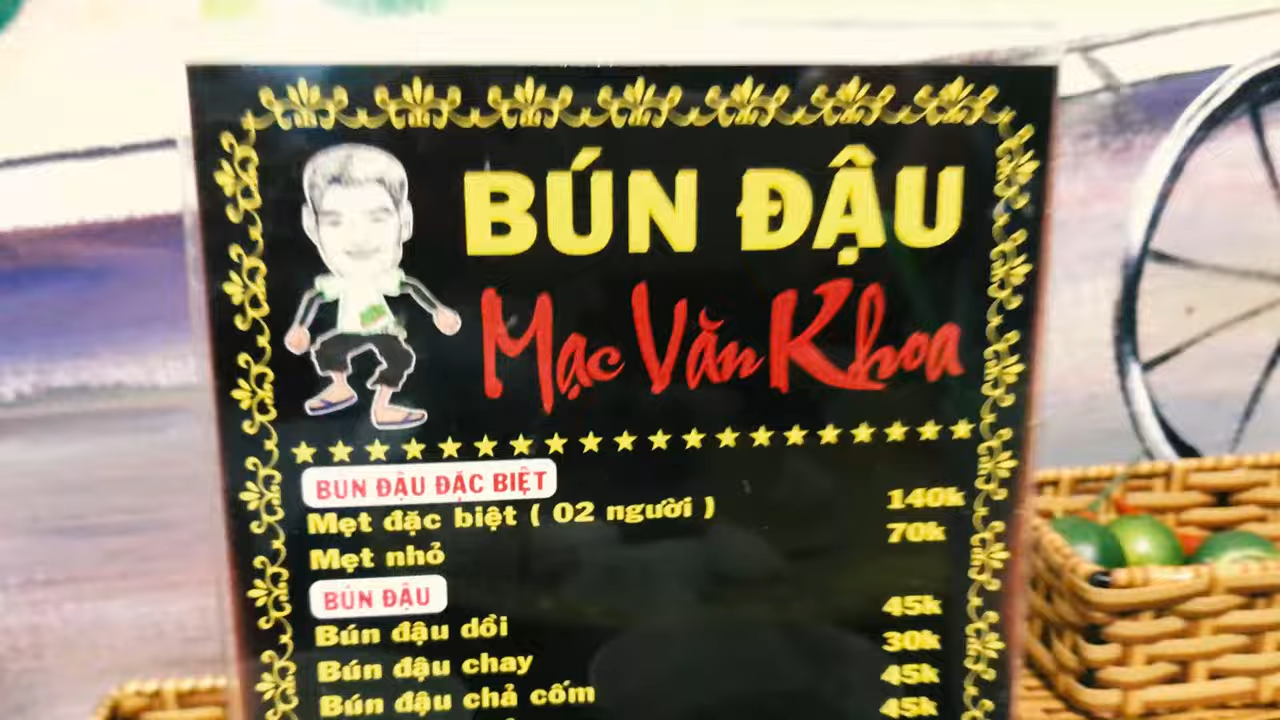 BÚN ĐẬU
Mạc Văn Khoa
BUN ĐẬU ĐẶC BIỆT
Mẹt đặc biệt ( 02 người ) 140k
Mẹt nhỏ 70k
BÚN ĐẬU
Bún đậu dồi 45k
Bún đậu chay 30k
Bún đậu chả cốm 45k
45k